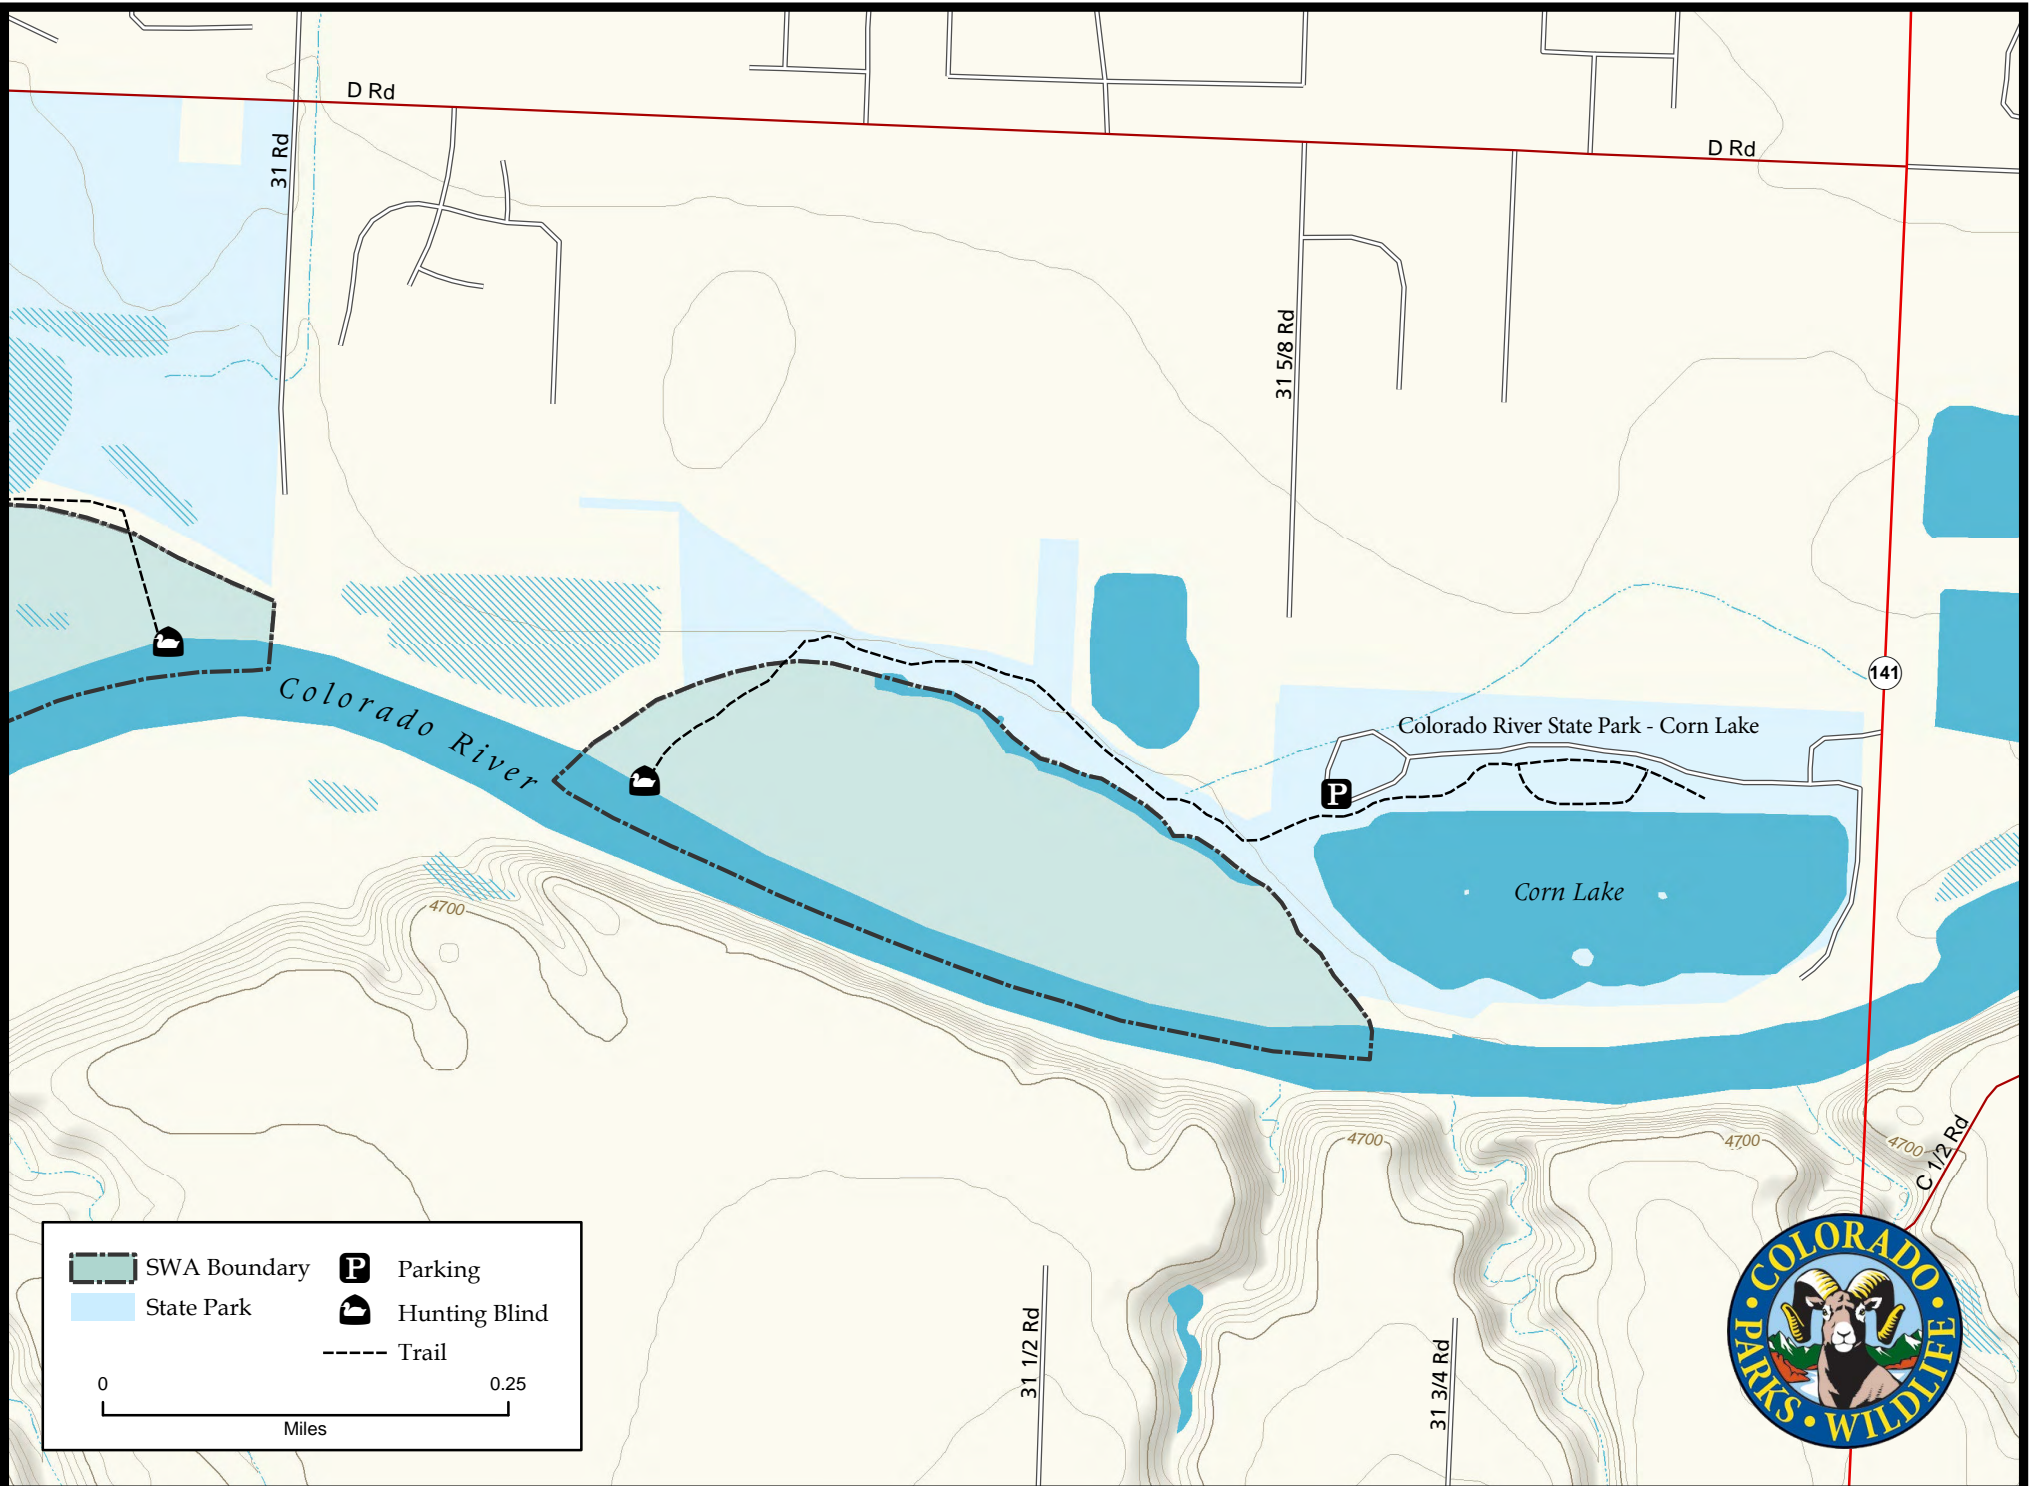 D Rd
D Rd
31 Rd
31 5/8 Rd
141
Colorado River State Park - Corn Lake
P
Colorado River
Corn Lake
4700
4700
4700
4700
C 1/2 Rd
31 1/2 Rd
31 3/4 Rd
SWA Boundary
State Park
P Parking
Hunting Blind
Trail
0 0.25
Miles
COLORADO
PARKS • WILDLIFE